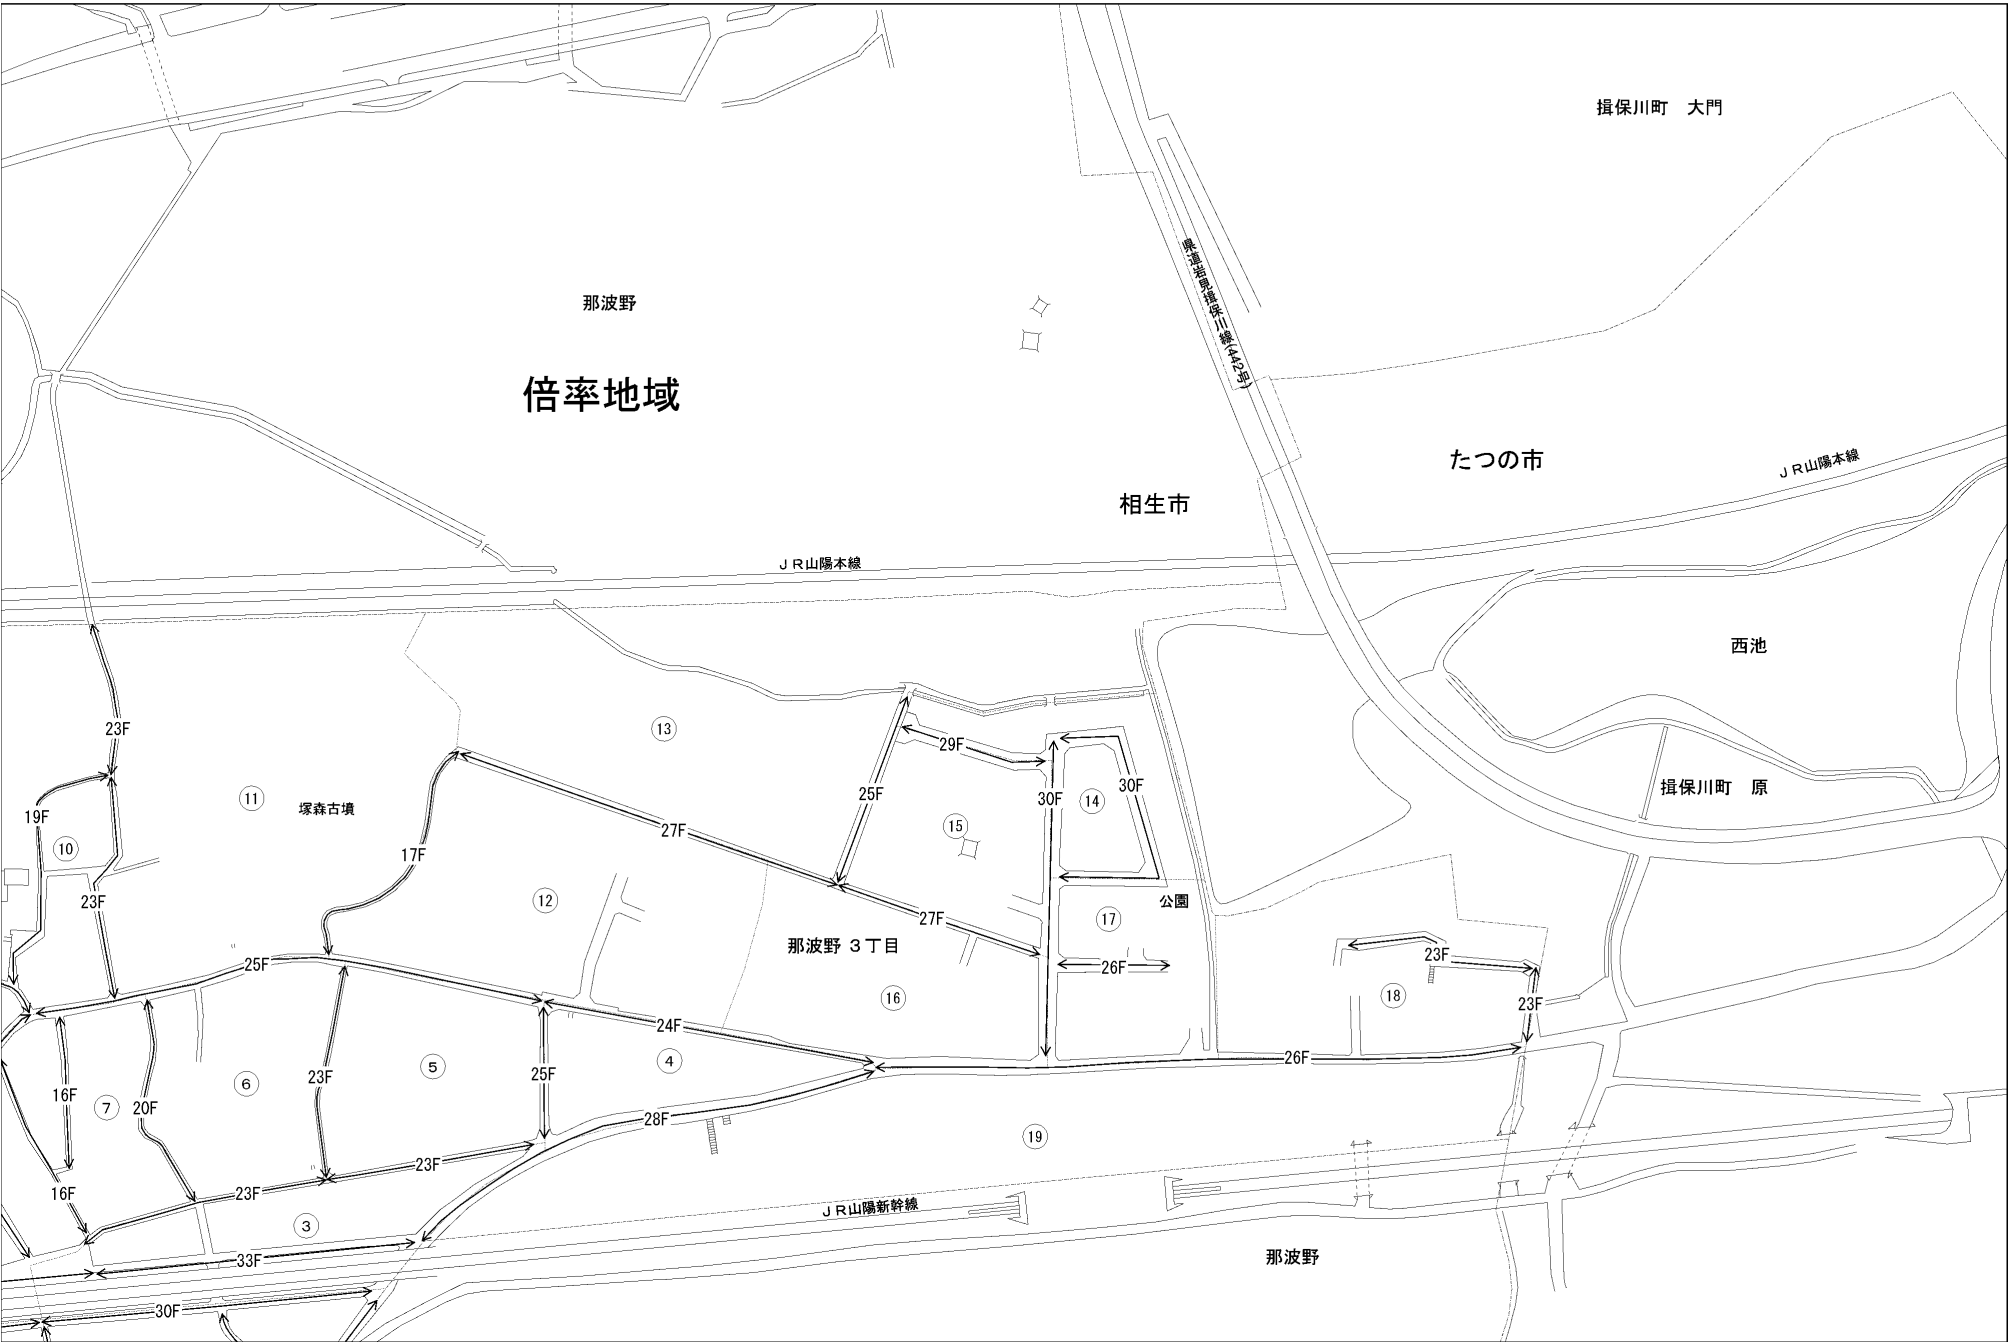 揖保川町　大門
県道岩見揖保川線(442号)
那波野
倍率地域
たつの市
ＪＲ山陽本線
相生市
ＪＲ山陽本線
西池
23F
⑬
29F
揖保川町　原
⑪
塚森古墳
25F
30F
⑭
30F
19F
27F
⑮
⑩
17F
23F
⑫
27F
⑰
公園
那波野 ３丁目
25F
26F
23F
⑯
⑱
23F
24F
④
26F
⑤
25F
23F
⑥
16F
⑦
20F
28F
⑲
23F
16F
23F
ＪＲ山陽新幹線
③
33F
那波野
30F